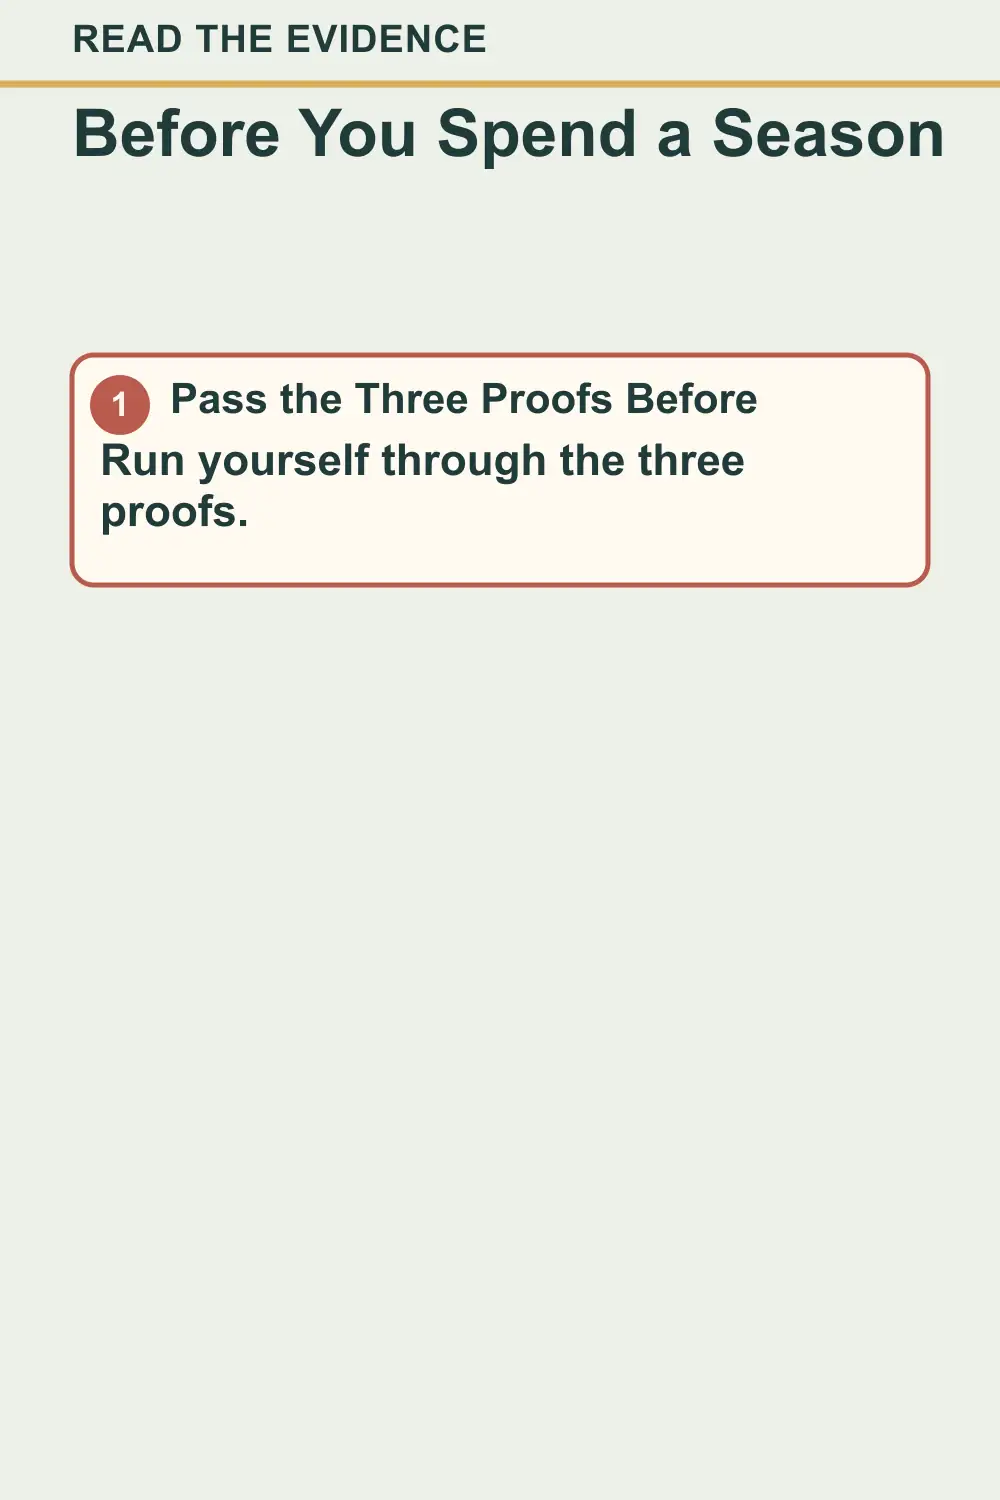 READ THE EVIDENCE
Before You Spend a Season
1 Pass the Three Proofs Before
Run yourself through the three
proofs.